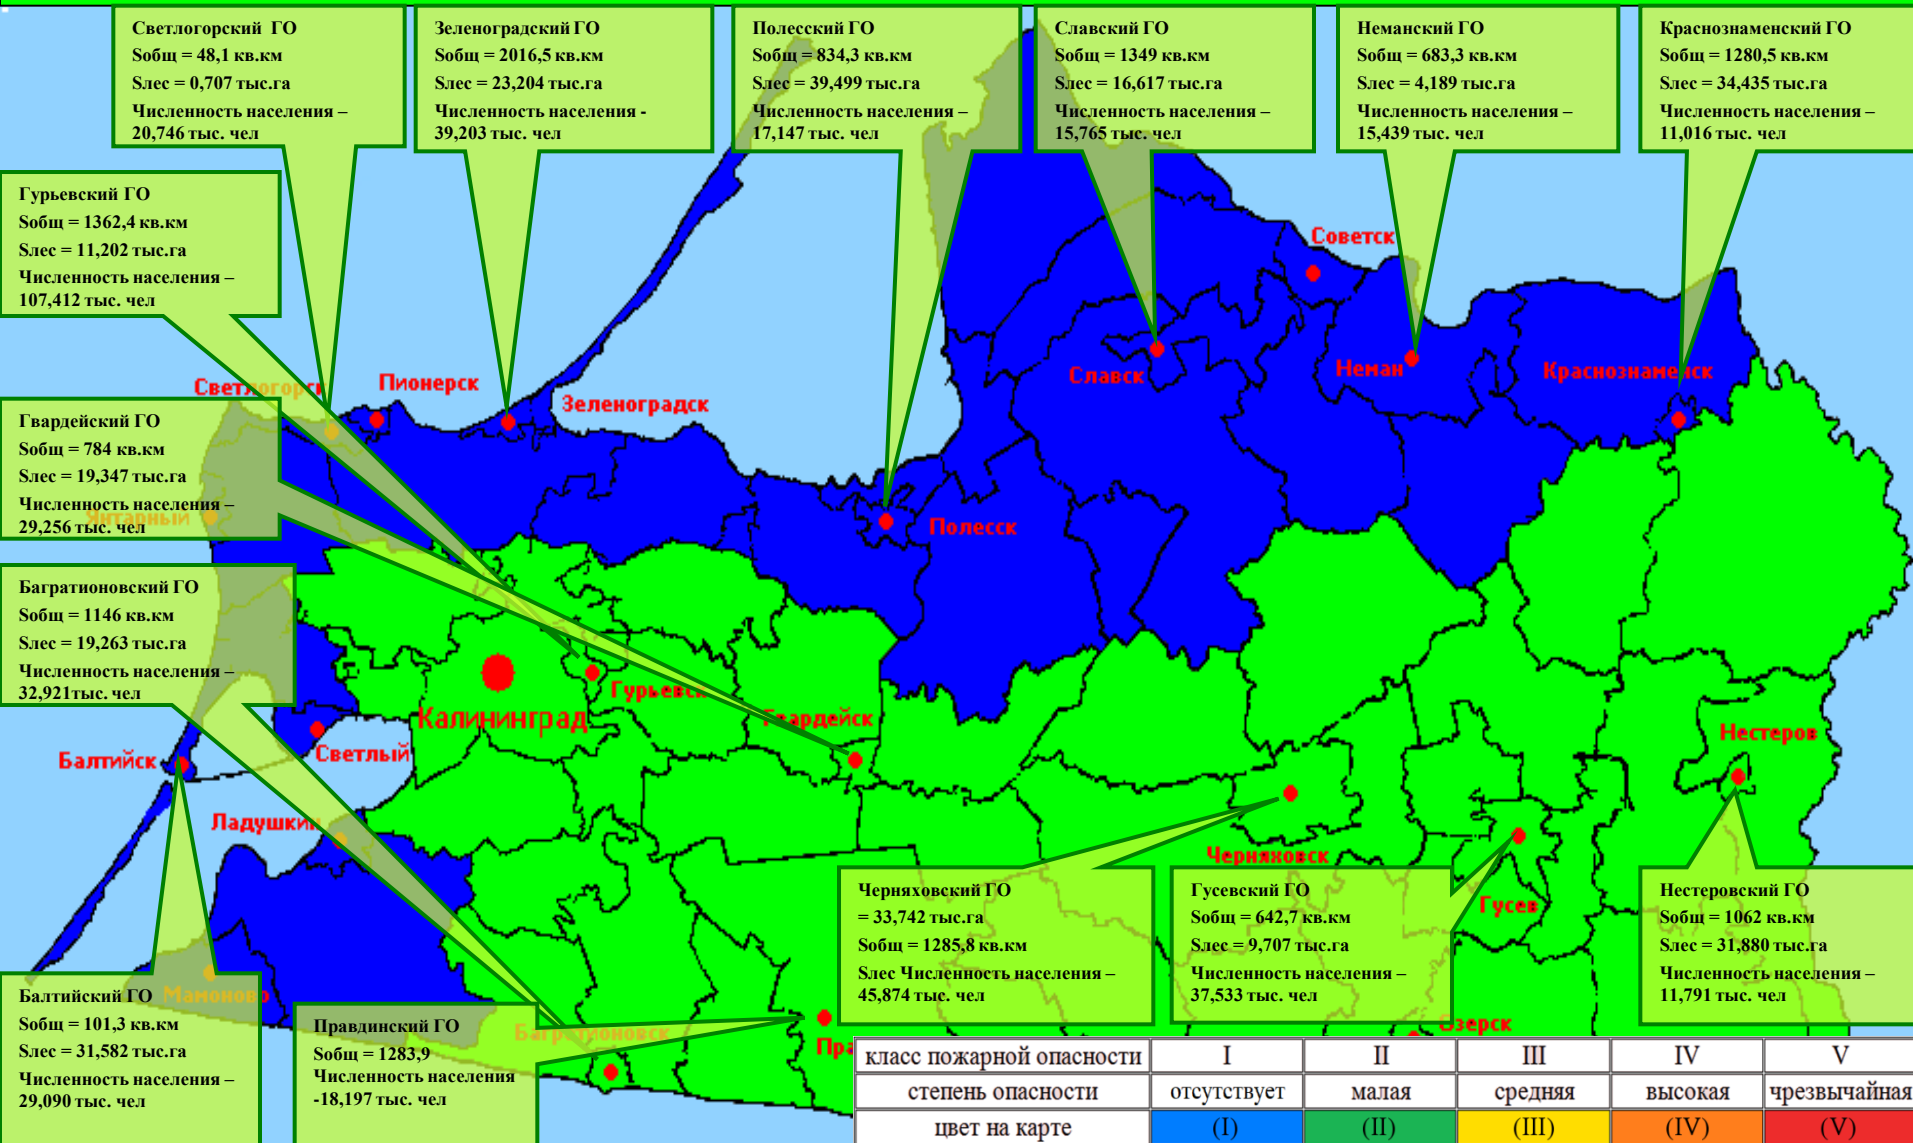 Светлогорский ГО
Sобщ = 48,1 кв.км
Sлес = 0,707 тыс.га
Численность населения –
20,746 тыс. чел
Зеленоградский ГО
Sобщ = 2016,5 кв.км
Sлес = 23,204 тыс.га
Численность населения -
39,203 тыс. чел
Полесский ГО
Sобщ = 834,3 кв.км
Sлес = 39,499 тыс.га
Численность населения –
17,147 тыс. чел
Славский ГО
Sобщ = 1349 кв.км
Sлес = 16,617 тыс.га
Численность населения –
15,765 тыс. чел
Неманский ГО
Sобщ = 683,3 кв.км
Sлес = 4,189 тыс.га
Численность населения –
15,439 тыс. чел
Краснознаменский ГО
Sобщ = 1280,5 кв.км
Sлес = 34,435 тыс.га
Численность населения –
11,016 тыс. чел
Гурьевский ГО
Sобщ = 1362,4 кв.км
Sлес = 11,202 тыс.га
Численность населения –
107,412 тыс. чел
Советск
Светлогорск
Пионерск
Зеленоградск
Славск
Неман
Краснознаменск
Гвардейский ГО
Sобщ = 784 кв.км
Sлес = 19,347 тыс.га
Численность населения –
29,256 тыс. чел
Янтарный
Полесск
Багратионовский ГО
Sобщ = 1146 кв.км
Sлес = 19,263 тыс.га
Численность населения –
32,921тыс. чел
Гурьевск
Калининград
Гвардейск
Нестеров
Балтийск
Светлый
Ладушкин
Черняховск
Гусев
Черняховский ГО
= 33,742 тыс.га
Sобщ = 1285,8 кв.км
Sлес Численность населения –
45,874 тыс. чел
Гусевский ГО
Sобщ = 642,7 кв.км
Sлес = 9,707 тыс.га
Численность населения –
37,533 тыс. чел
Нестеровский ГО
Sобщ = 1062 кв.км
Sлес = 31,880 тыс.га
Численность населения –
11,791 тыс. чел
Мамоново
Балтийский ГО
Sобщ = 101,3 кв.км
Sлес = 31,582 тыс.га
Численность населения –
29,090 тыс. чел
Правдинский ГО
Sобщ = 1283,9
Численность населения
-18,197 тыс. чел
Багратионовск
Озерск
Пра
класс пожарной опасности I II III IV V
степень опасности отсутствует малая средняя высокая чрезвычайная
цвет на карте (I) (II) (III) (IV) (V)